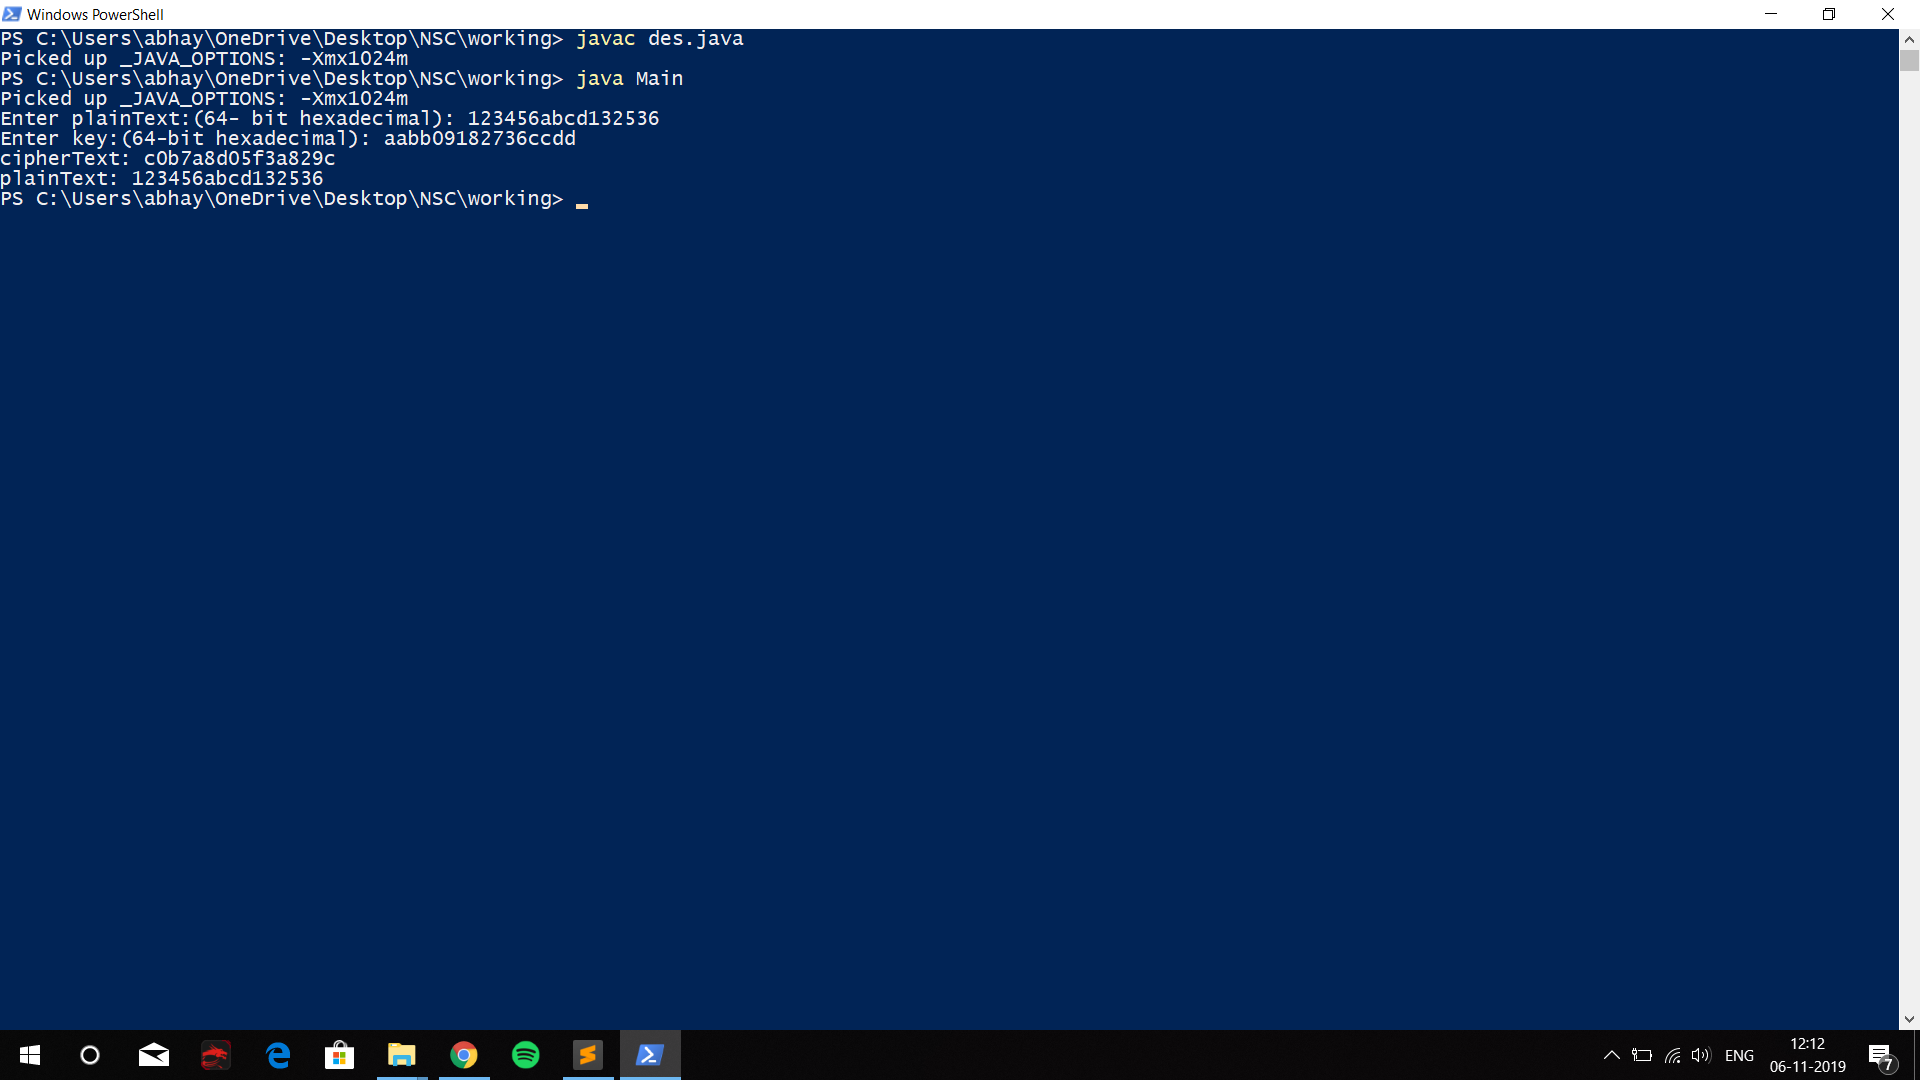 Windows PowerShell
PS C:\Users\abhay\OneDrive\Desktop\NSC\working> javac des.java
Picked up _JAVA_OPTIONS: -Xmx1024m
PS C:\Users\abhay\OneDrive\Desktop\NSC\working> java Main
Picked up _JAVA_OPTIONS: -Xmx1024m
Enter plainText:(64- bit hexadecimal): 123456abcd132536
Enter key:(64-bit hexadecimal): aabb09182736ccdd
cipherText: c0b7a8d05f3a829c
plainText: 123456abcd132536
PS C:\Users\abhay\OneDrive\Desktop\NSC\working>
ENG
12:12
06-11-2019
7